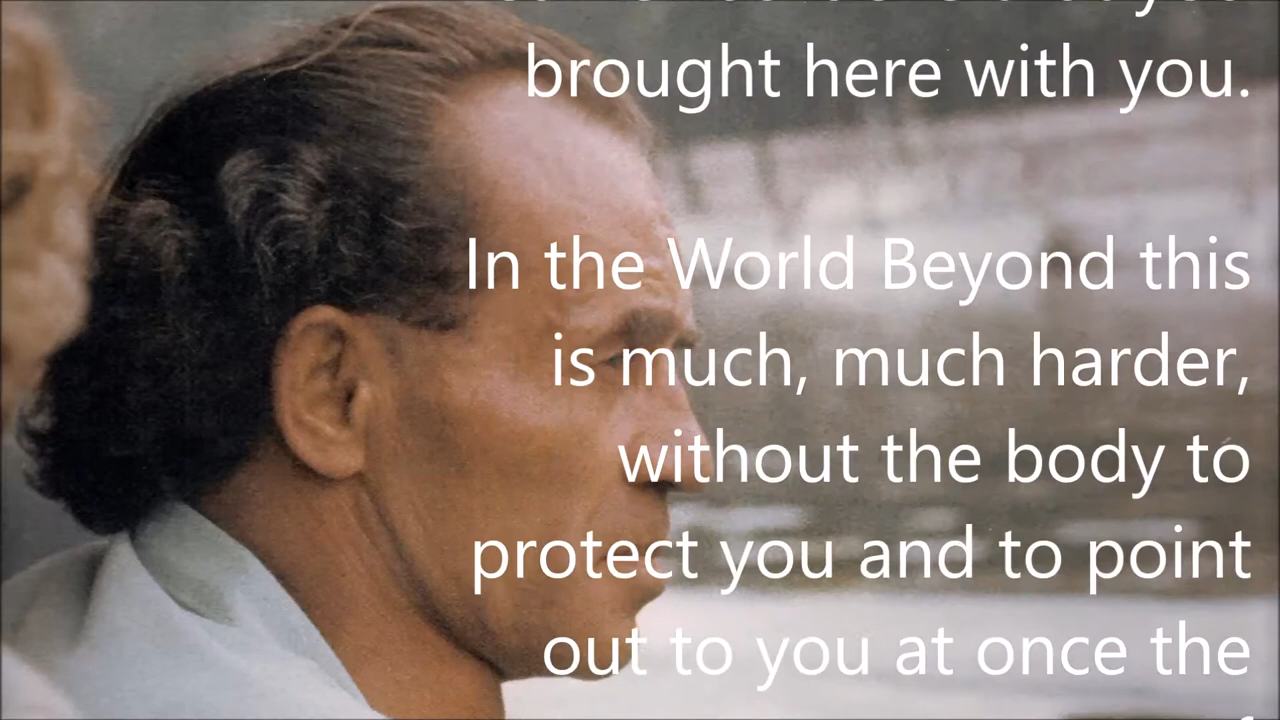 brought here with you.
In the World Beyond this
is much, much harder,
without the body to
protect you and to point
out to you at once the